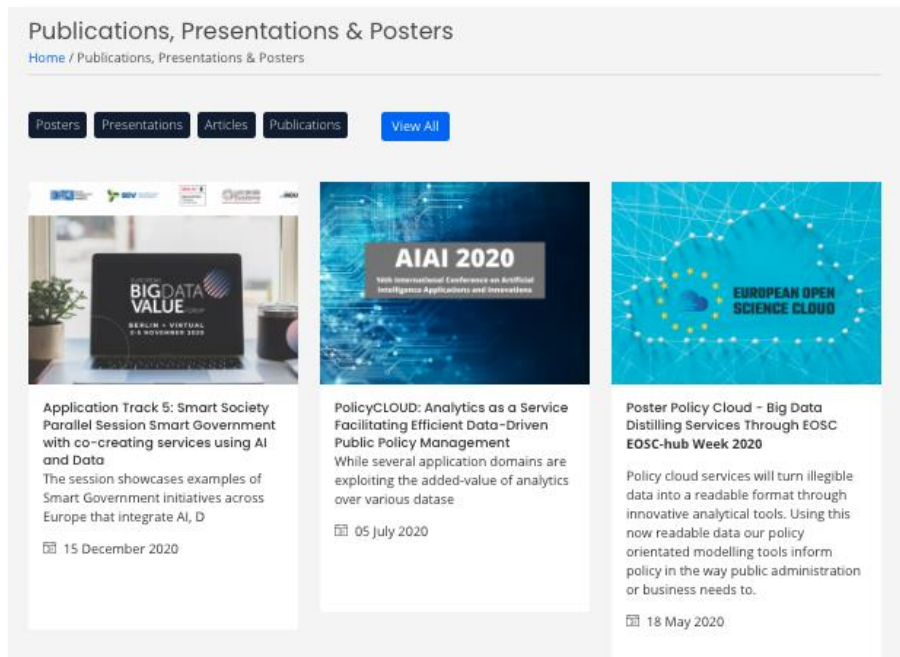 Publications, Presentations & Posters
Home / Publications, Presentations & Posters
Posters
Presentations
Articles
Publications
View All
BIGDATA
VALUE
BERLIN + VIRTUAL
3-5 NOVEMBER 2020
Application Track 5: Smart Society
Parallel Session Smart Government
with co-creating services using AI
and Data
The session showcases examples of
Smart Government initiatives across
Europe that integrate AI, D
15 December 2020
AIAI 2020
16th International Conference on Artificial
Intelligence Applications and Innovations
PolicyCLOUD: Analytics as a Service
Facilitating Efficient Data-Driven
Public Policy Management
While several application domains are
exploiting the added-value of analytics
over various datase
05 July 2020
EUROPEAN OPEN
SCIENCE CLOUD
Poster Policy Cloud – Big Data
Distilling Services Through EOSC
EOSC-hub Week 2020
Policy cloud services will turn illegible
data into a readable format through
innovative analytical tools. Using this
now readable data our policy
orientated modelling tools inform
policy in the way public administration
or business needs to.
18 May 2020